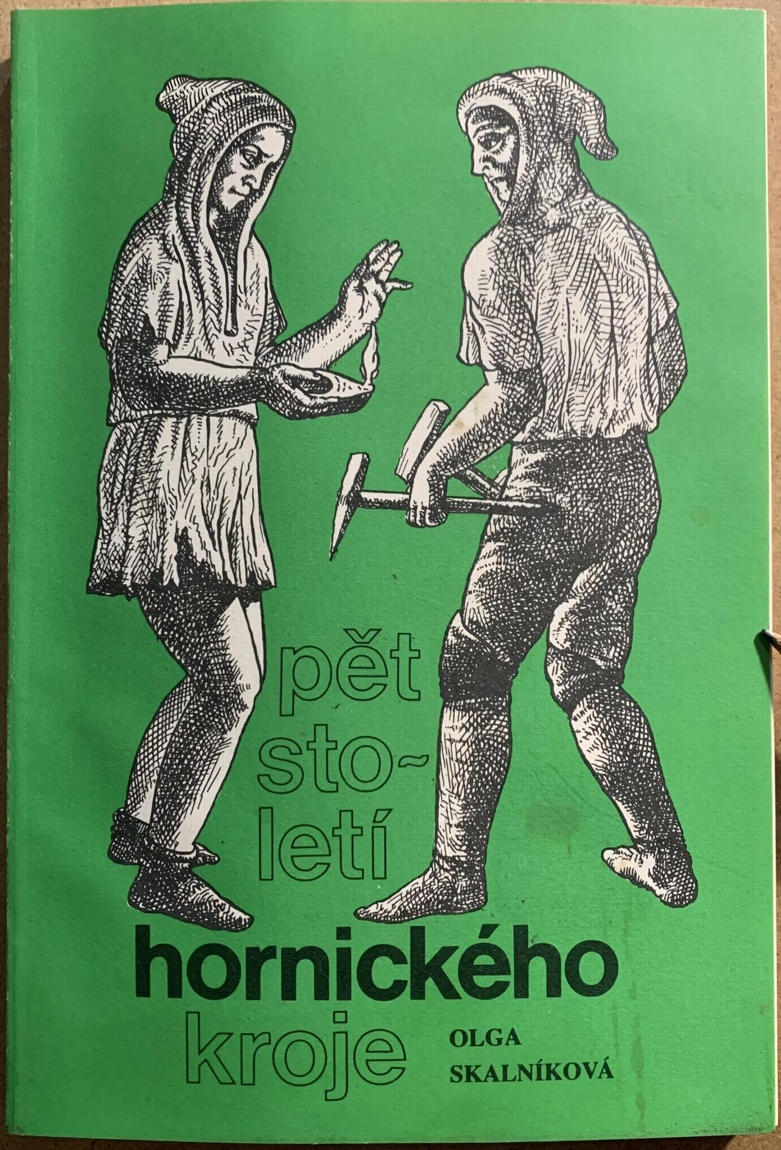 pět
sto~
letí
hornického
kroje
OLGA
SKALNÍKOVÁ